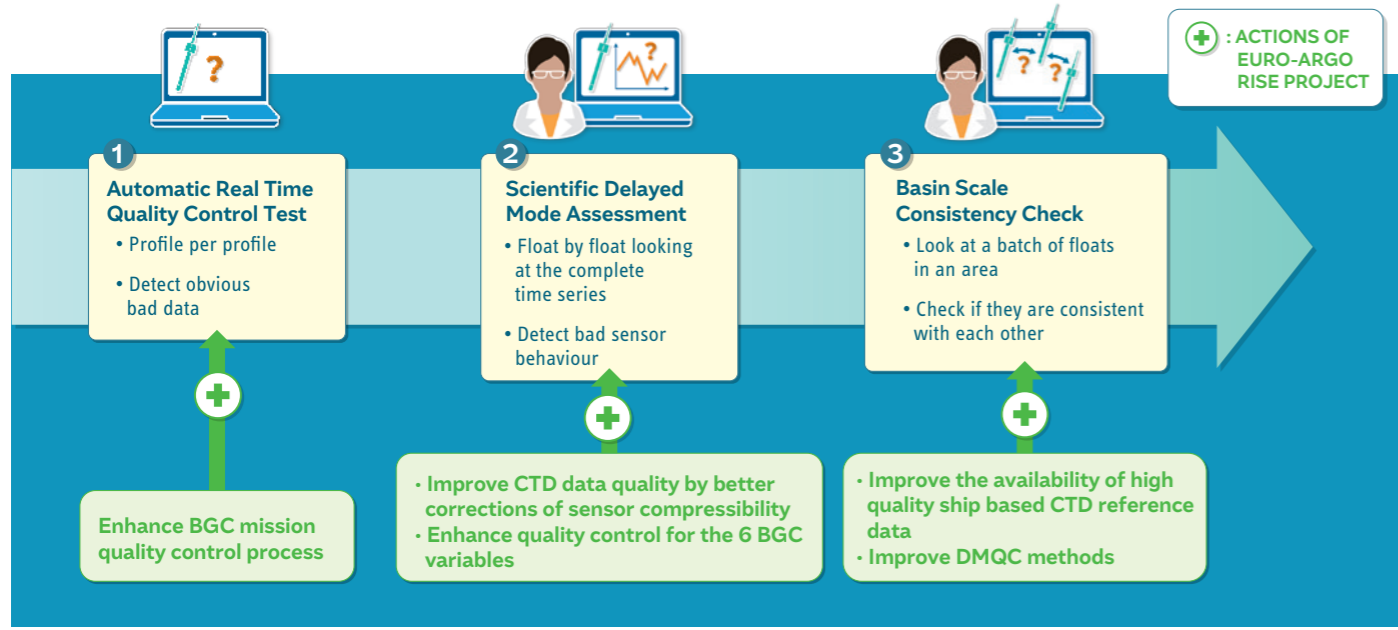 ?
?
? ?
+ : ACTIONS OF
EURO-ARGO
RISE PROJECT
1
Automatic Real Time
Quality Control Test
• Profile per profile
• Detect obvious
bad data
2
Scientific Delayed
Mode Assessment
• Float by float looking
at the complete
time series
• Detect bad sensor
behaviour
3
Basin Scale
Consistency Check
• Look at a batch of floats
in an area
• Check if they are consistent
with each other
+
+
+
Enhance BGC mission
quality control process
· Improve CTD data quality by better
corrections of sensor compressibility
· Enhance quality control for the 6 BGC
variables
· Improve the availability of high
quality ship based CTD reference
data
· Improve DMQC methods